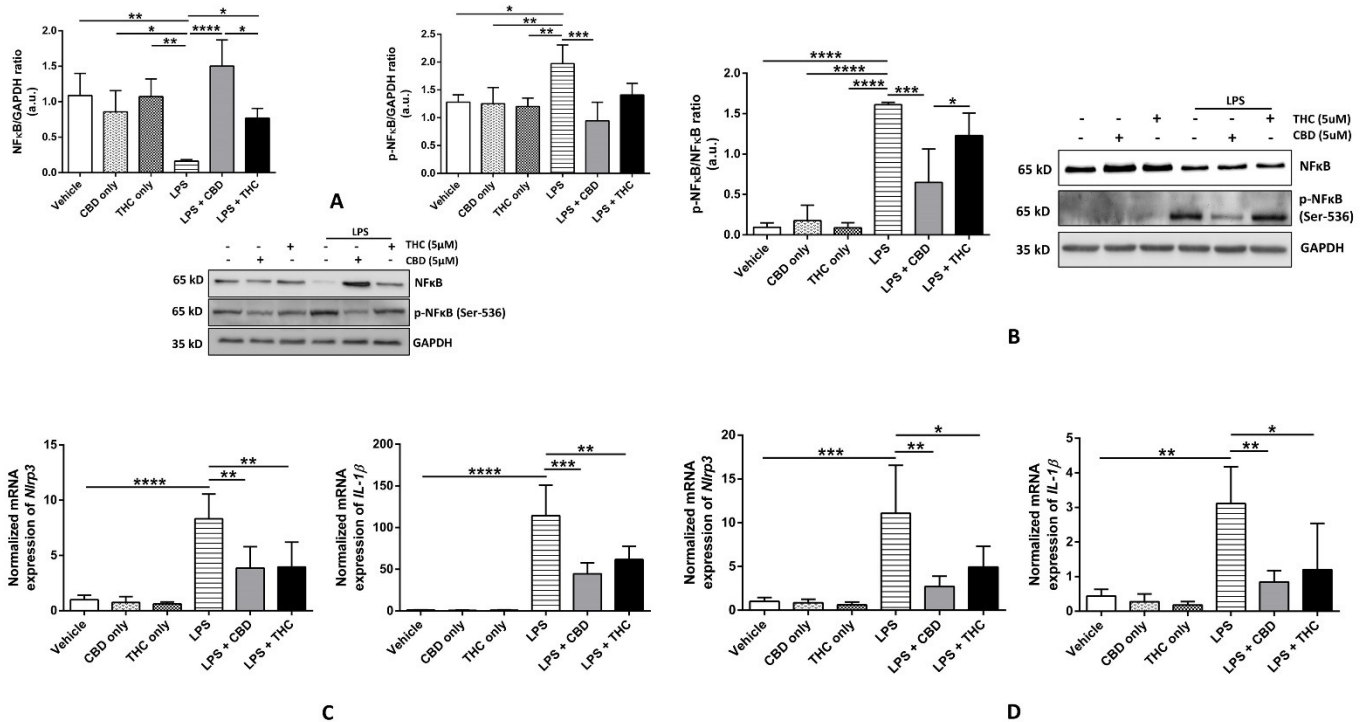 NFκB/GAPDH ratio
(a.u.)
2.5
2.0
1.5
1.0
0.5
0.0
** * ** **** * *
Vehicle
CBD only
THC only
LPS
LPS + CBD
LPS + THC
p-NFκB/GAPDH ratio
(a.u.)
2.5
2.0
1.5
1.0
0.5
0.0
* ** ** ***
Vehicle
CBD only
THC only
LPS
LPS + CBD
LPS + THC
A
LPS
- - + - - + THC (5μM)
- + - - + - CBD (5μM)
65 kD NFκB
65 kD p-NFκB (Ser-536)
35 kD GAPDH
p-NFκB/NFκB ratio
(a.u.)
2.0
1.5
1.0
0.5
0.0
**** **** **** *** *
Vehicle
CBD only
THC only
LPS
LPS + CBD
LPS + THC
LPS
- - + - - + THC (5uM)
- + - - + - CBD (5uM)
65 kD NFκB
65 kD p-NFκB
(Ser-536)
35 kD GAPDH
B
Normalized mRNA
expression of Nlrp3
15
10
5
0
**** ** **
Vehicle
CBD only
THC only
LPS
LPS + CBD
LPS + THC
Normalized mRNA
expression of IL-1β
200
150
100
50
0
**** *** **
Vehicle
CBD only
THC only
LPS
LPS + CBD
LPS + THC
C
Normalized mRNA
expression of Nlrp3
20
15
10
5
0
*** ** *
Vehicle
CBD only
THC only
LPS
LPS + CBD
LPS + THC
Normalized mRNA
expression of IL-1β
5
4
3
2
1
0
** ** *
Vehicle
CBD only
THC only
LPS
LPS + CBD
LPS + THC
D